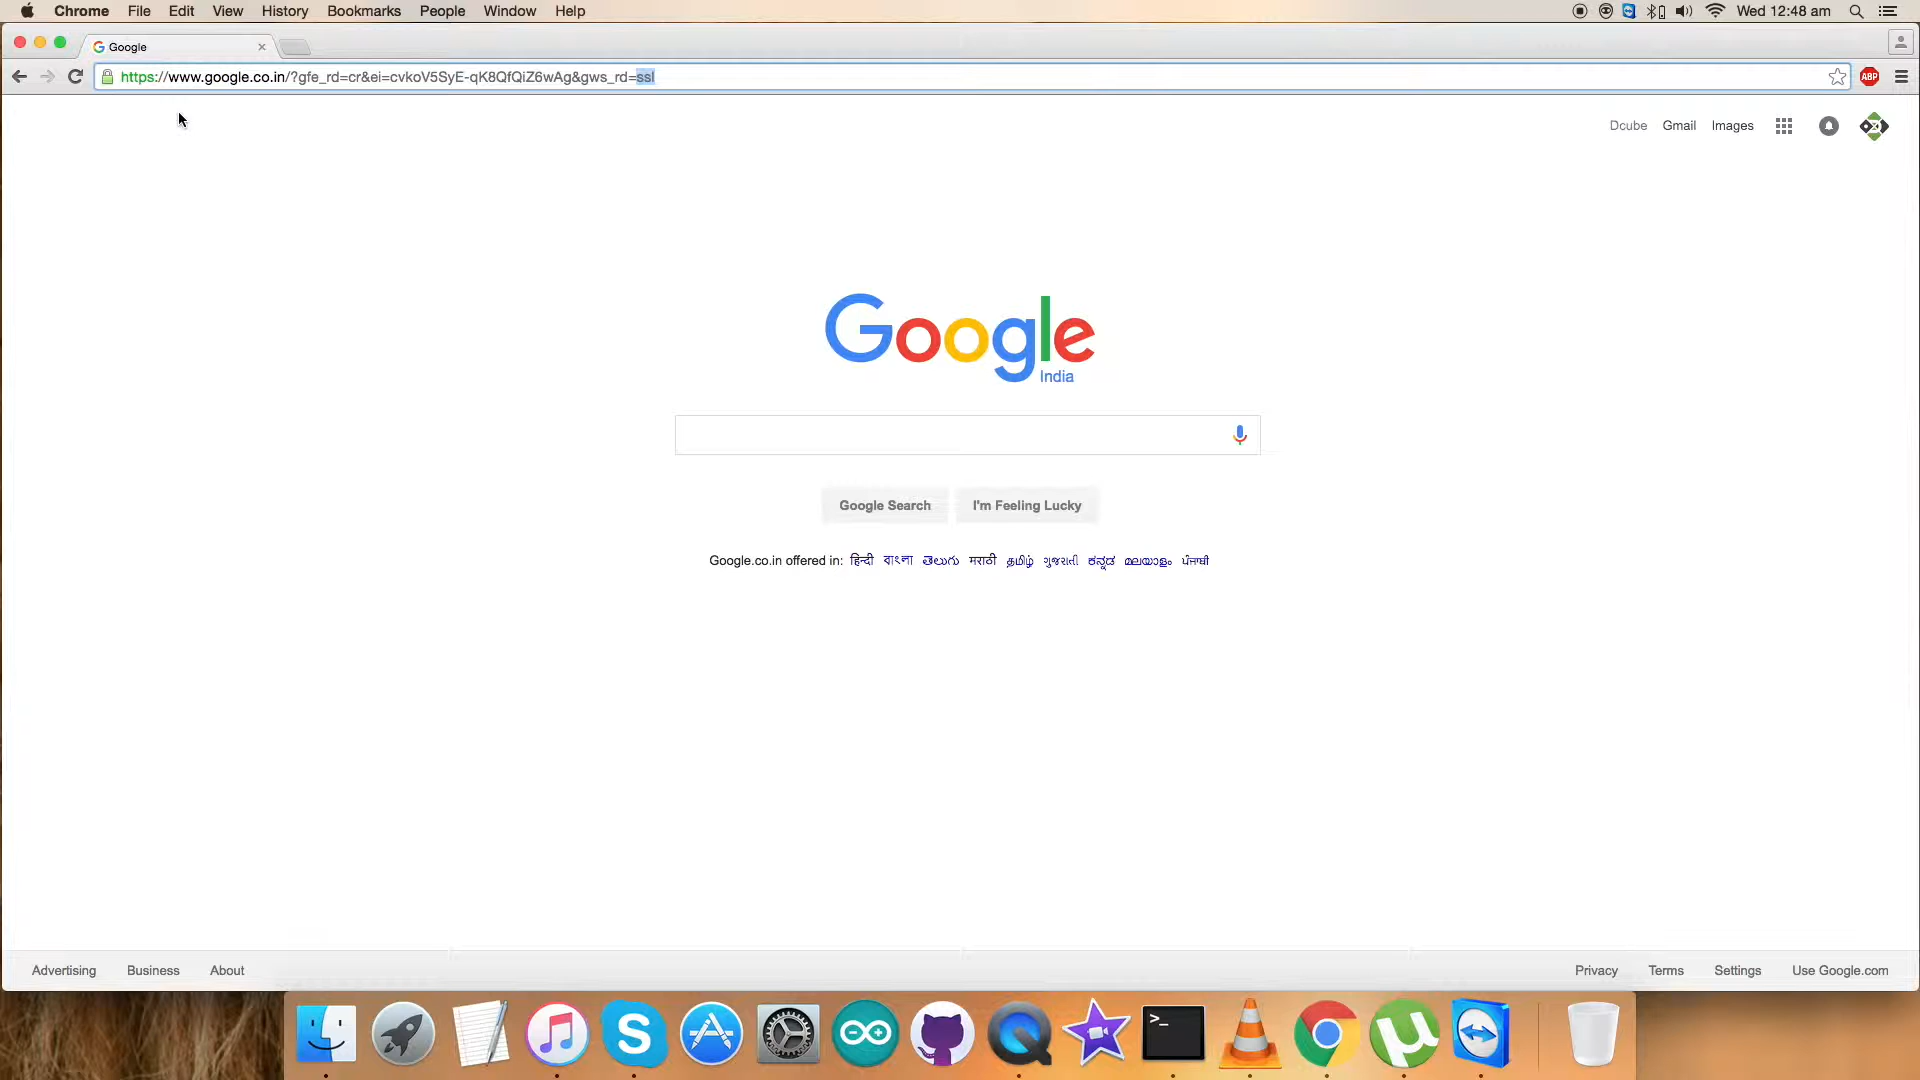 Chrome File Edit View History Bookmarks People Window Help Wed 12:48 am
Google
https://www.google.co.in/?gfe_rd=cr&ei=cvkoV5SyE-qK8QfQiZ6wAg&gws_rd=ssl ABP
Dcube Gmail Images
Google
India
Google Search I'm Feeling Lucky
Google.co.in offered in: हिन्दी বাংলা తెలుగు मराठी தமிழ் ગુજરાતી ಕನ್ನಡ മലയാളം ਪੰਜਾਬੀ
Advertising Business About Privacy Terms Settings Use Google.com